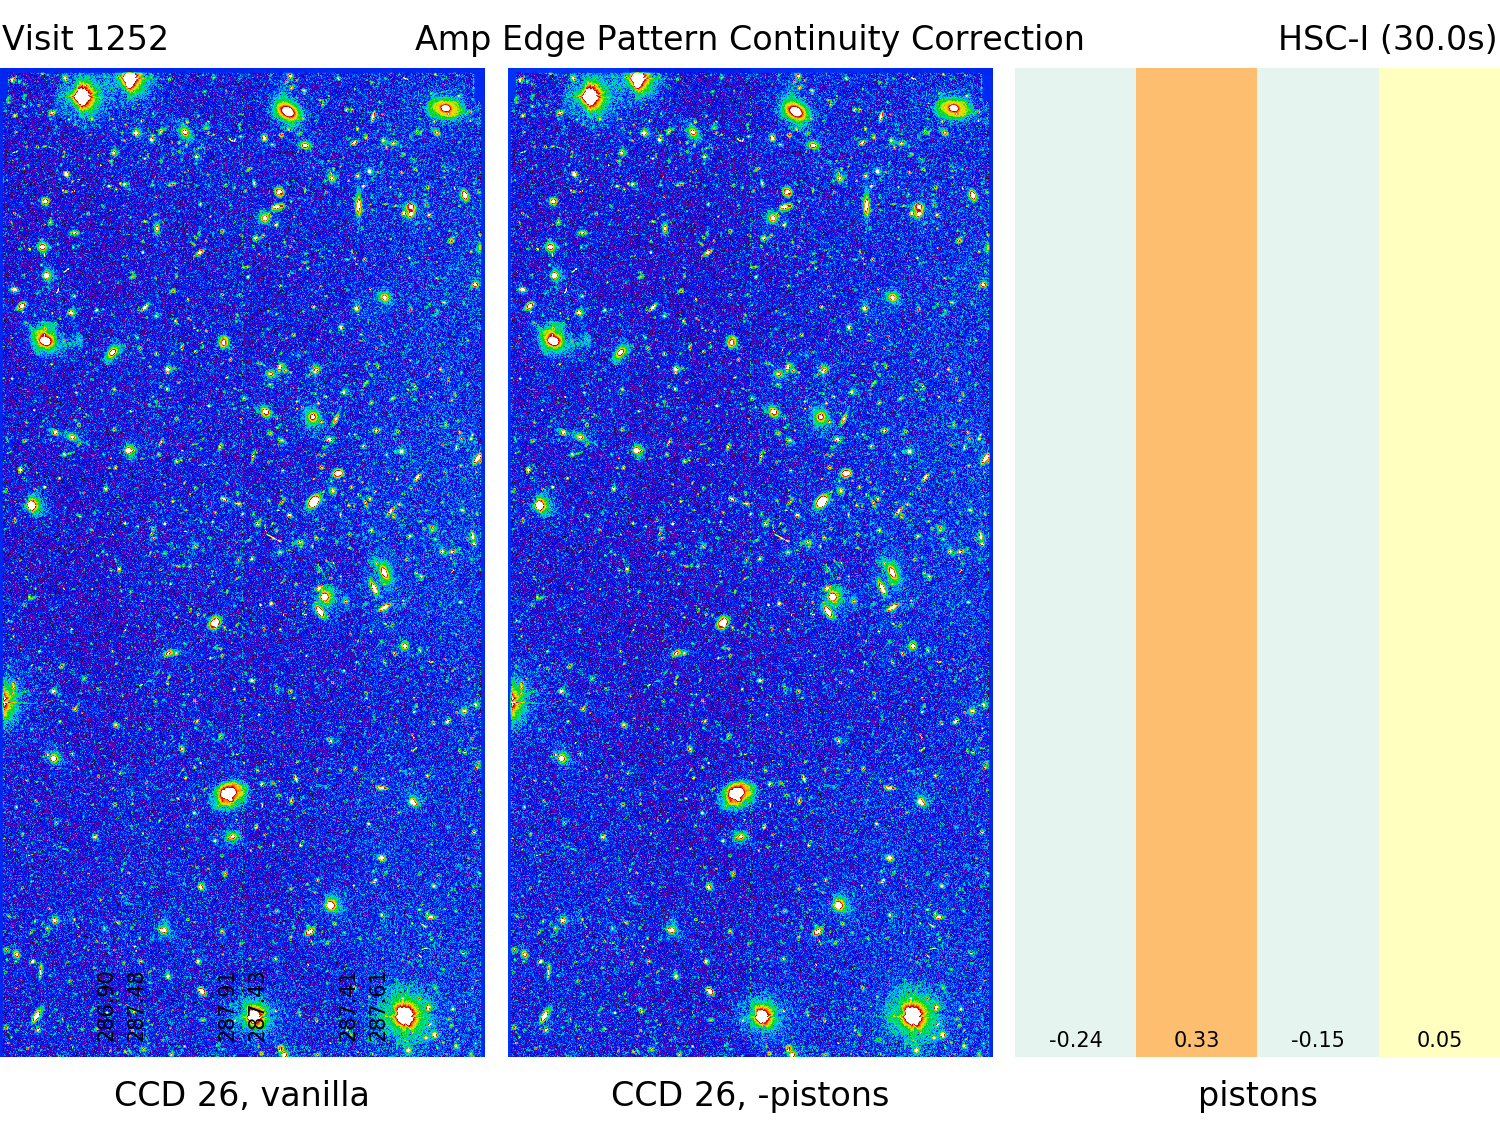 Visit 1252 Amp Edge Pattern Continuity Correction HSC-I (30.0s)
286.90 287.48 287.91 287.43 287.41 287.61
-0.24 0.33 -0.15 0.05
CCD 26, vanilla CCD 26, -pistons pistons